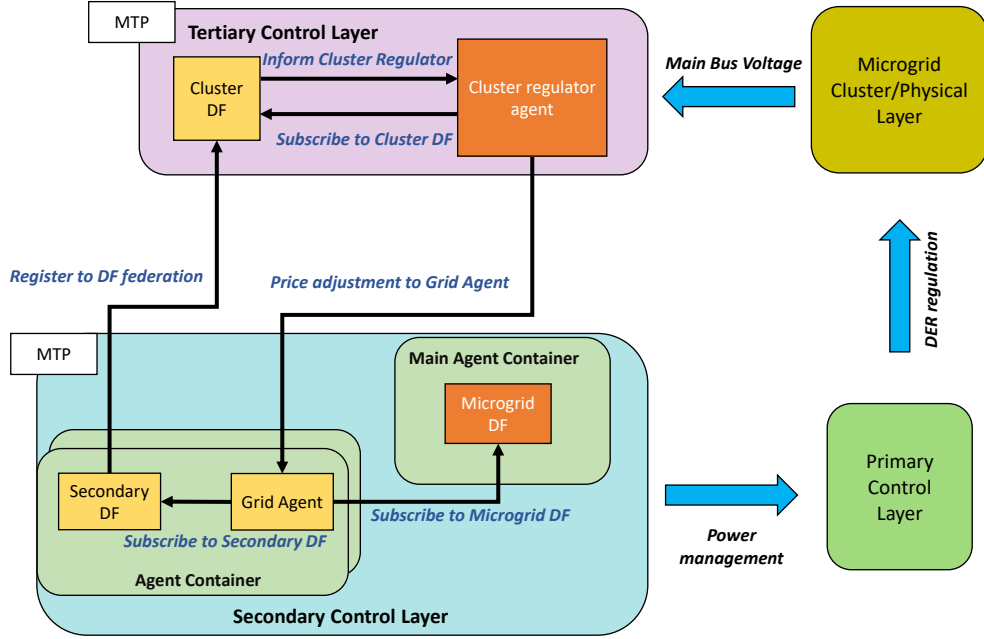 MTP
Tertiary Control Layer
Inform Cluster Regulator
Cluster
DF
Cluster regulator
agent
Subscribe to Cluster DF
Main Bus Voltage
Microgrid
Cluster/Physical
Layer
Register to DF federation
Price adjustment to Grid Agent
DER regulation
MTP
Main Agent Container
Microgrid
DF
Secondary
DF
Grid Agent
Subscribe to Microgrid DF
Subscribe to Secondary DF
Agent Container
Secondary Control Layer
Power
management
Primary
Control
Layer